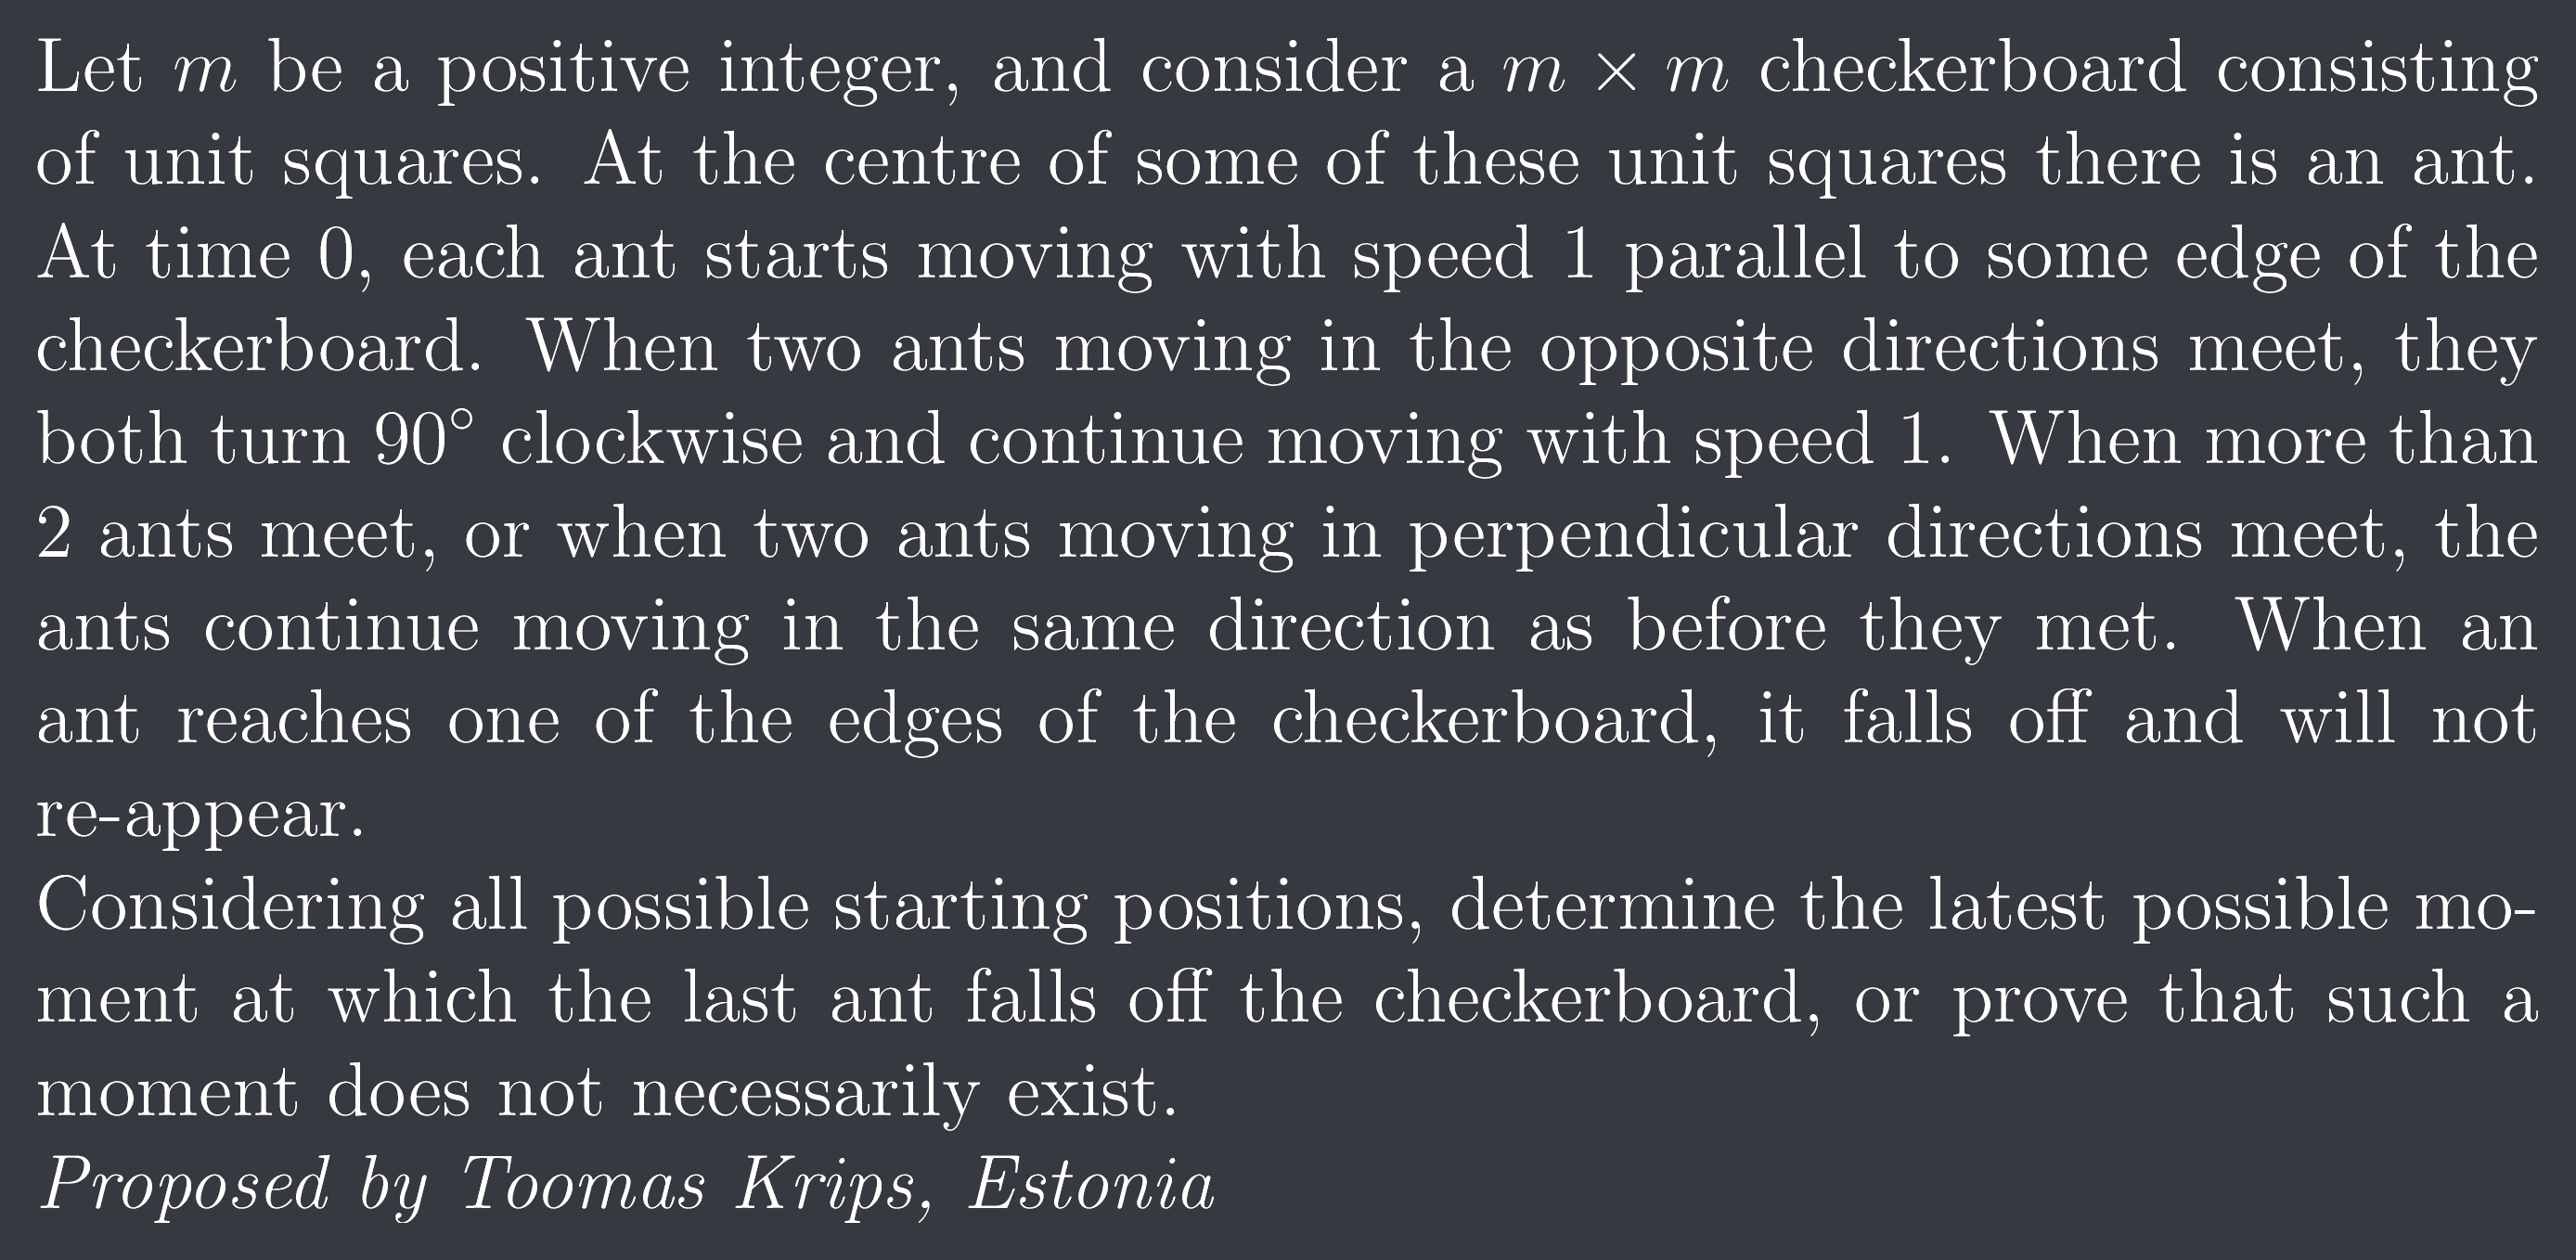 Let m be a positive integer, and consider a m × m checkerboard consisting
of unit squares. At the centre of some of these unit squares there is an ant.
At time 0, each ant starts moving with speed 1 parallel to some edge of the
checkerboard. When two ants moving in the opposite directions meet, they
both turn 90° clockwise and continue moving with speed 1. When more than
2 ants meet, or when two ants moving in perpendicular directions meet, the
ants continue moving in the same direction as before they met. When an
ant reaches one of the edges of the checkerboard, it falls off and will not
re-appear.
Considering all possible starting positions, determine the latest possible mo-
ment at which the last ant falls off the checkerboard, or prove that such a
moment does not necessarily exist.
Proposed by Toomas Krips, Estonia